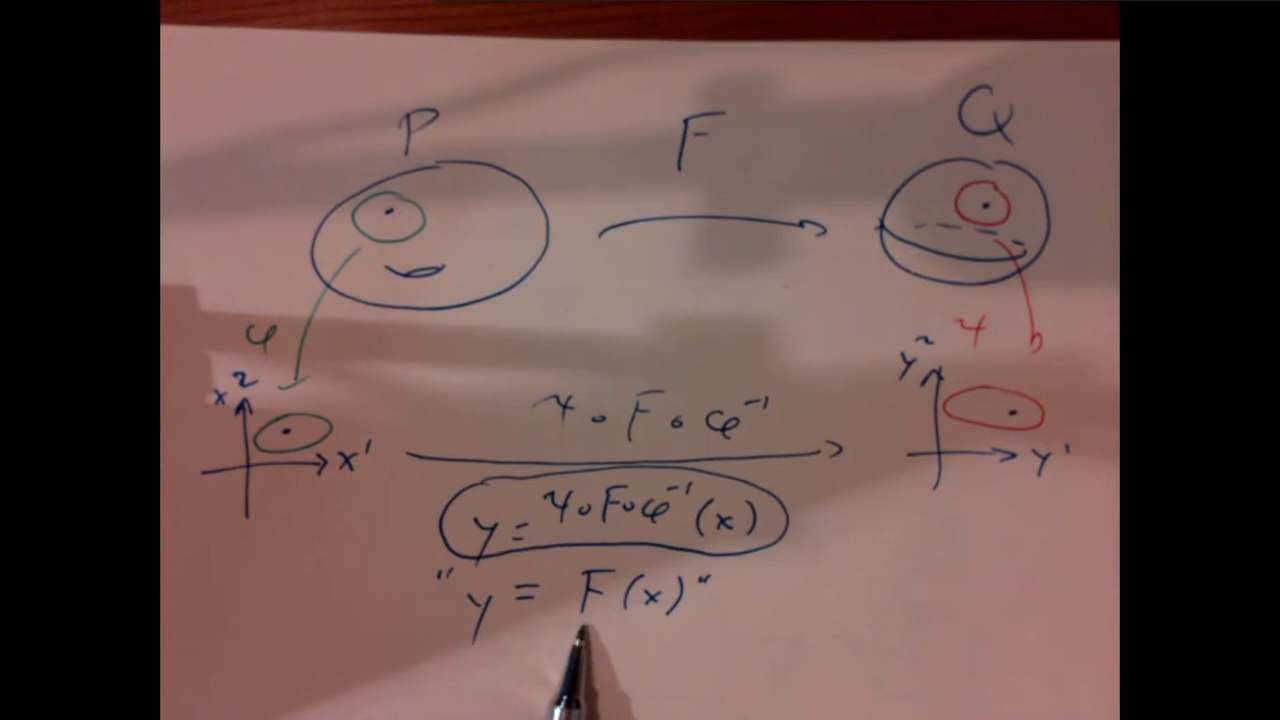 P F Q
φ ψ
x² x¹ y² y¹
ψ∘F∘φ⁻¹
y = ψ∘F∘φ⁻¹(x)
"y = F(x)"